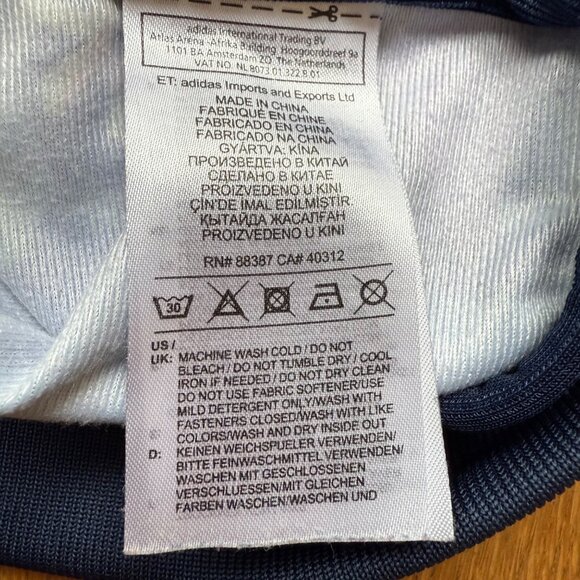 adidas International Trading BV
Atlas Arena -Afrika Building Hoogoorddreef 9a
1101 BA Amsterdam ZO. The Netherlands
VAT NO. NL8073.01.322.B.01
ET: adidas Imports and Exports Ltd
MADE IN CHINA
FABRIQUÉ EN CHINE
FABRICADO EN CHINA
FABRICADO NA CHINA
GYÁRTVA: KÍNA
ПРОИЗВЕДЕНО В КИТАЙ
СДЕЛАНО В КИТАЕ
PROIZVEDENO U KINI
ÇİN'DE İMAL EDİLMİŞTİR.
ҚЫТАЙДА ЖАСАЛҒАН
PROIZVEDENO U KINI
RN# 88387 CA# 40312
30
US /
UK: MACHINE WASH COLD / DO NOT
BLEACH / DO NOT TUMBLE DRY / COOL
IRON IF NEEDED / DO NOT DRY CLEAN
DO NOT USE FABRIC SOFTENER/USE
MILD DETERGENT ONLY/WASH WITH
FASTENERS CLOSED/WASH WITH LIKE
COLORS/WASH AND DRY INSIDE OUT
D: KEINEN WEICHSPUELER VERWENDEN/
BITTE FEINWASCHMITTEL VERWENDEN/
WASCHEN MIT GESCHLOSSENEN
VERSCHLUESSEN/MIT GLEICHEN
FARBEN WASCHEN/WASCHEN UND